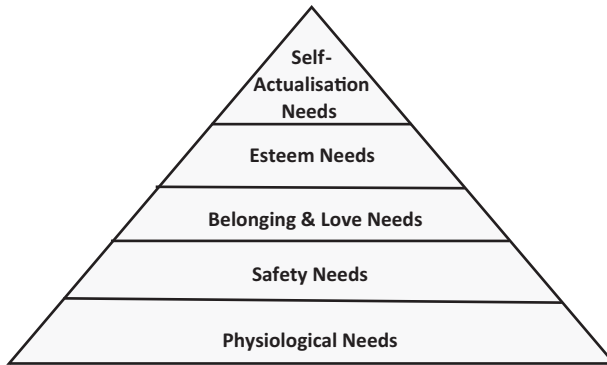 Self-
Actualisation
Needs
Esteem Needs
Belonging & Love Needs
Safety Needs
Physiological Needs